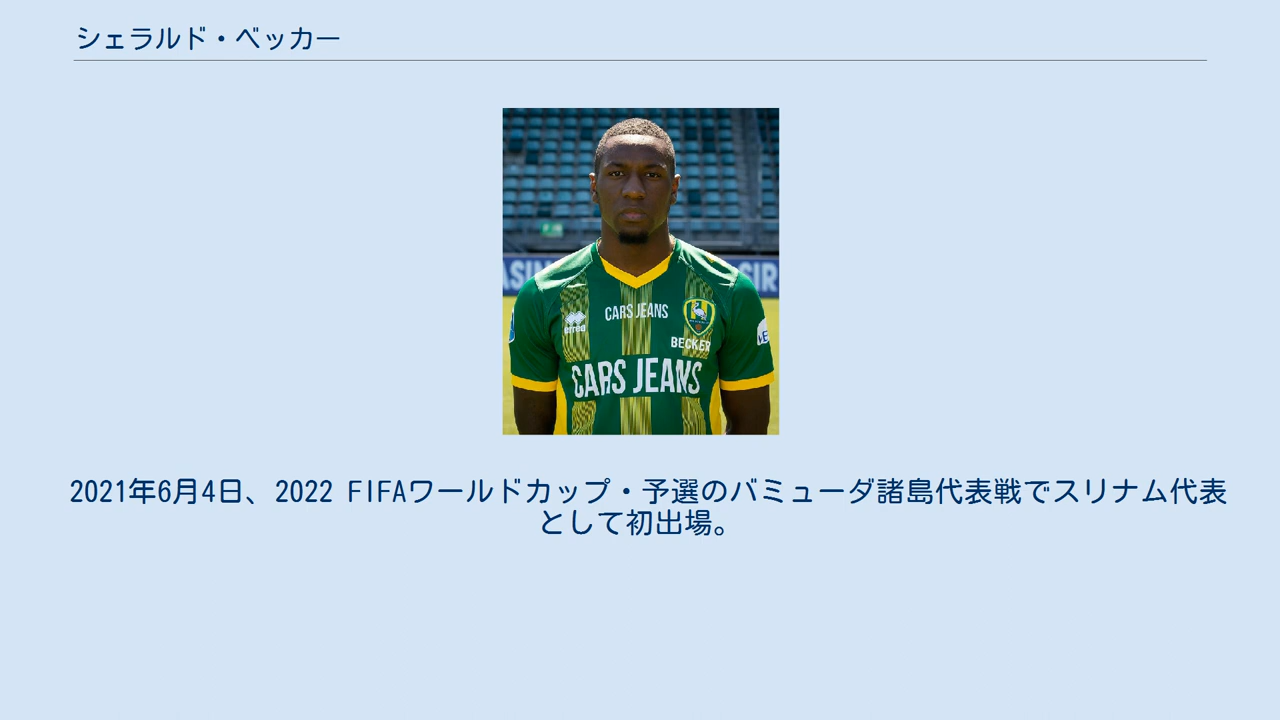 シェラルド・ベッカー
ASIN
SIR
CARS JEANS
erreà
BECKER
CARS JEANS
2021年6月4日、2022 FIFAワールドカップ・予選のバミューダ諸島代表戦でスリナム代表
として初出場。